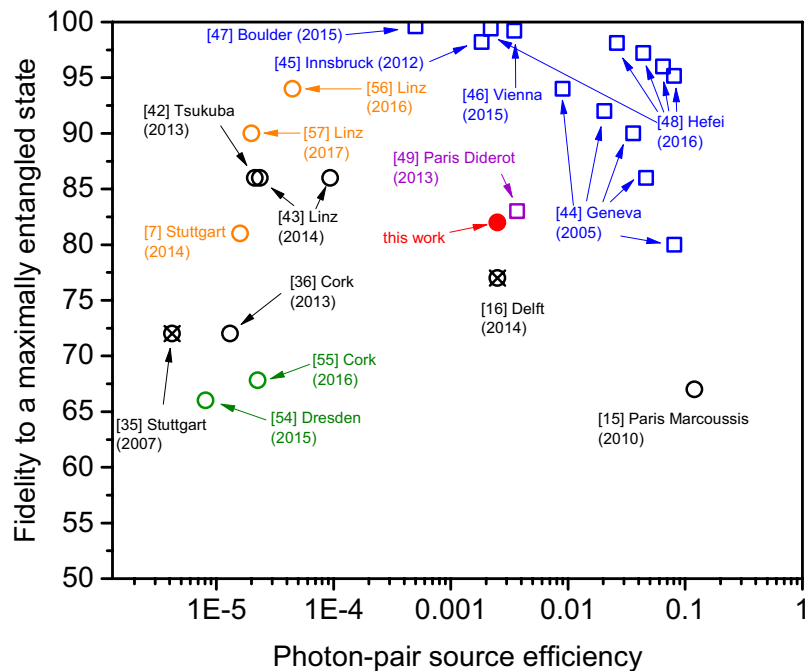 Fidelity to a maximally entangled state
100
95
90
85
80
75
70
65
60
55
50
[47] Boulder (2015)
[45] Innsbruck (2012)
[56] Linz
(2016)
[46] Vienna
(2015)
[42] Tsukuba
(2013)
[57] Linz
(2017)
[48] Hefei
(2016)
[49] Paris Diderot
(2013)
[43] Linz
(2014)
[44] Geneva
(2005)
[7] Stuttgart
(2014)
this work
[36] Cork
(2013)
[16] Delft
(2014)
[55] Cork
(2016)
[54] Dresden
(2015)
[35] Stuttgart
(2007)
[15] Paris Marcoussis
(2010)
1E-5
1E-4
0.001
0.01
0.1
1
Photon-pair source efficiency